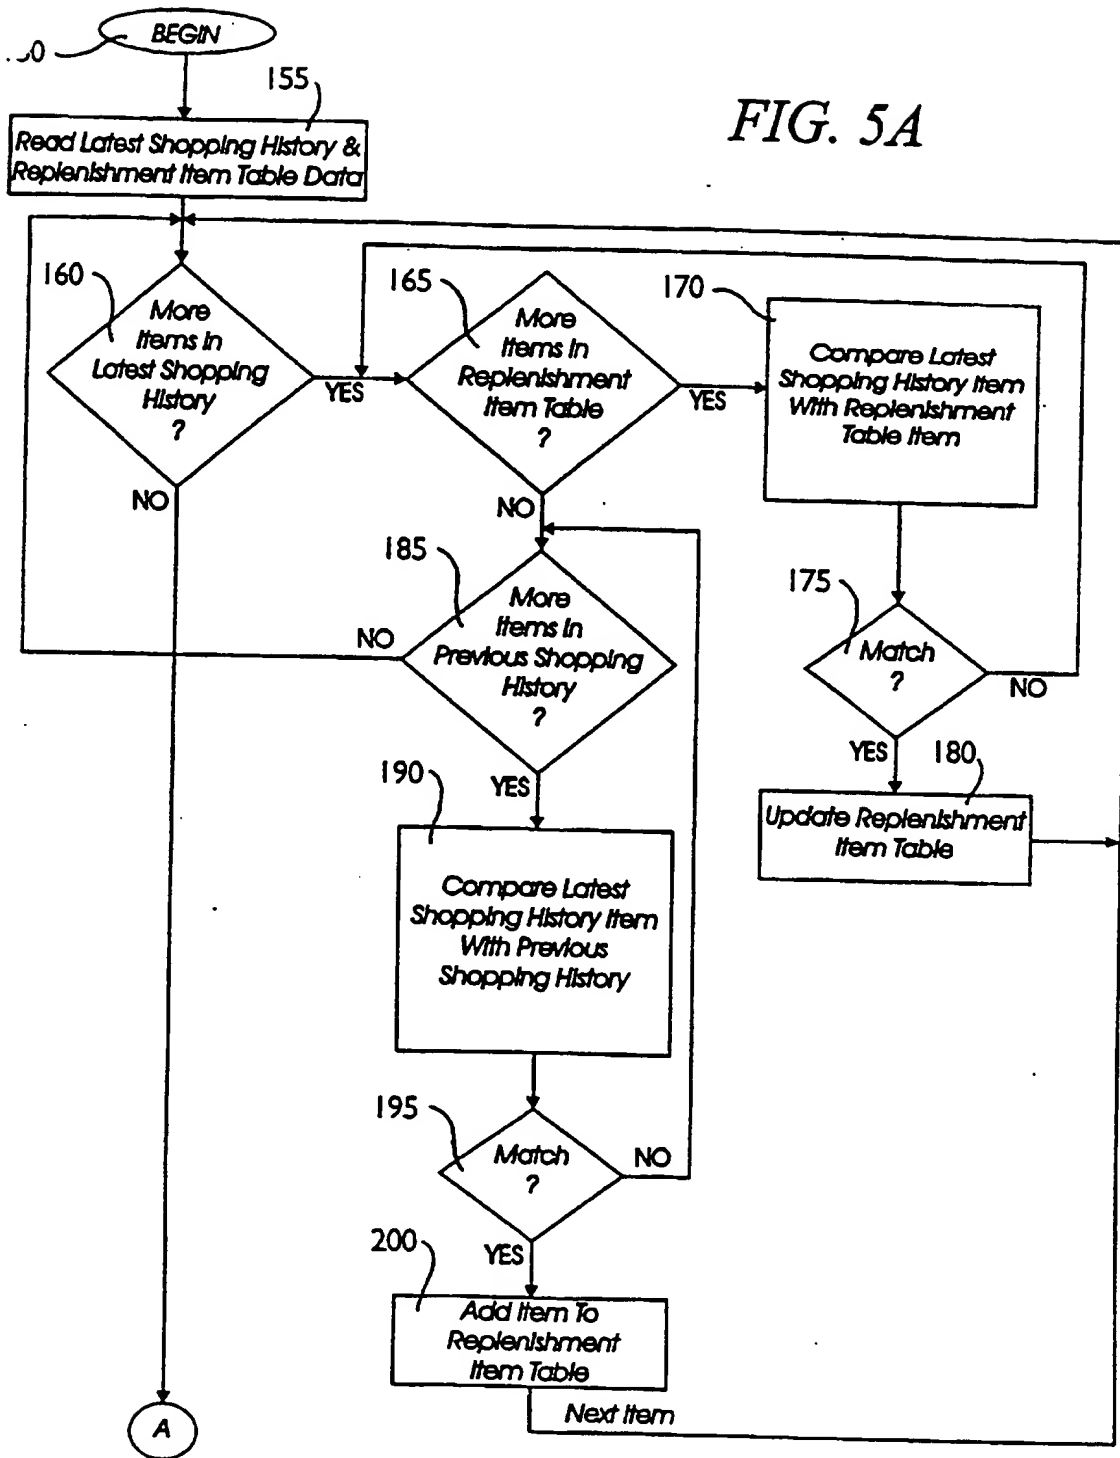 BEGIN
155
FIG. 5A
Read Latest Shopping History &
Replenishment Item Table Data
160
More
Items In
Latest Shopping
History
?
YES
NO
165
More
Items In
Replenishment
Item Table
?
YES
NO
170
Compare Latest
Shopping History Item
With Replenishment
Table Item
175
Match
?
NO
YES
180
Update Replenishment
Item Table
185
More
Items In
Previous Shopping
History
?
NO
YES
190
Compare Latest
Shopping History Item
With Previous
Shopping History
195
Match
?
NO
YES
200
Add Item To
Replenishment
Item Table
Next Item
A